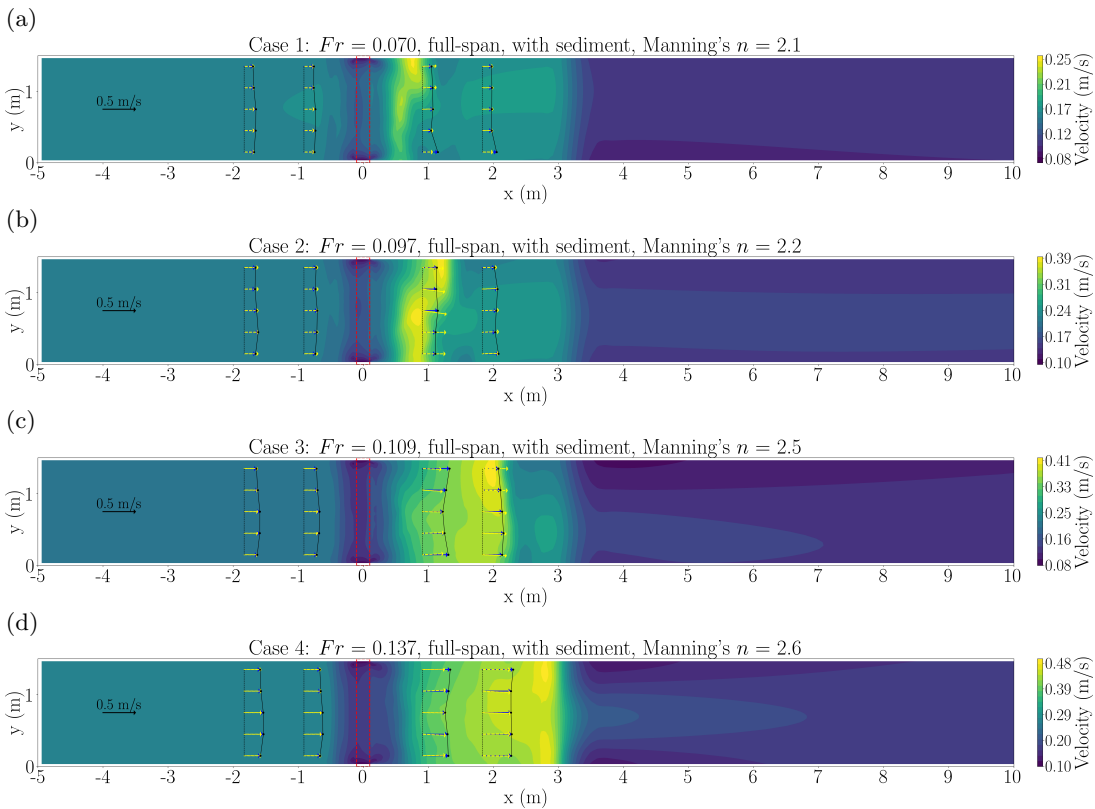 (a)
Case 1: Fr = 0.070, full-span, with sediment, Manning's n = 2.1
y (m)
1
0
0.5 m/s
-5 -4 -3 -2 -1 0 1 2 3 4 5 6 7 8 9 10
x (m)
0.25
0.21
0.17
0.12
0.08
Velocity (m/s)
(b)
Case 2: Fr = 0.097, full-span, with sediment, Manning's n = 2.2
y (m)
1
0
0.5 m/s
-5 -4 -3 -2 -1 0 1 2 3 4 5 6 7 8 9 10
x (m)
0.39
0.31
0.24
0.17
0.10
Velocity (m/s)
(c)
Case 3: Fr = 0.109, full-span, with sediment, Manning's n = 2.5
y (m)
1
0
0.5 m/s
-5 -4 -3 -2 -1 0 1 2 3 4 5 6 7 8 9 10
x (m)
0.41
0.33
0.25
0.16
0.08
Velocity (m/s)
(d)
Case 4: Fr = 0.137, full-span, with sediment, Manning's n = 2.6
y (m)
1
0
0.5 m/s
-5 -4 -3 -2 -1 0 1 2 3 4 5 6 7 8 9 10
x (m)
0.48
0.39
0.29
0.20
0.10
Velocity (m/s)